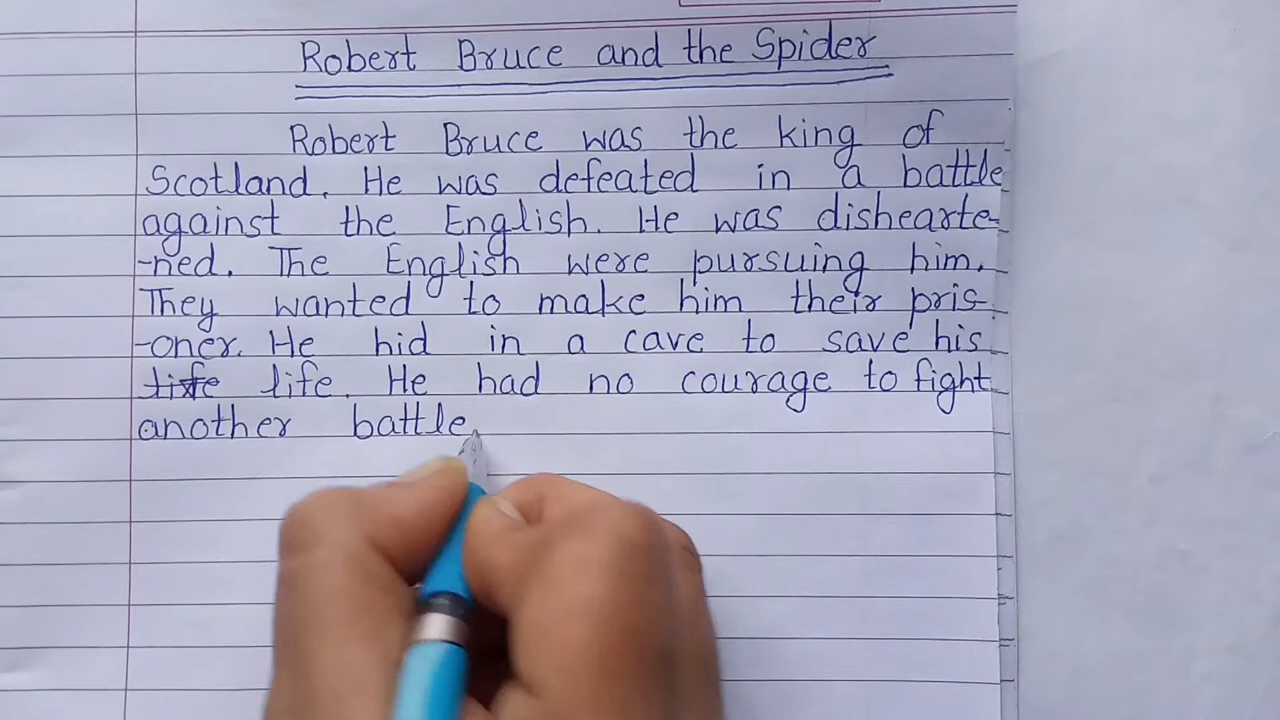 Robert Bruce and the Spider
Robert Bruce was the king of
Scotland. He was defeated in a battle
against the English. He was dishearte-
-ned. The English were pursuing him.
They wanted to make him their pris-
-oner. He hid in a cave to save his
life. He had no courage to fight
another battle.